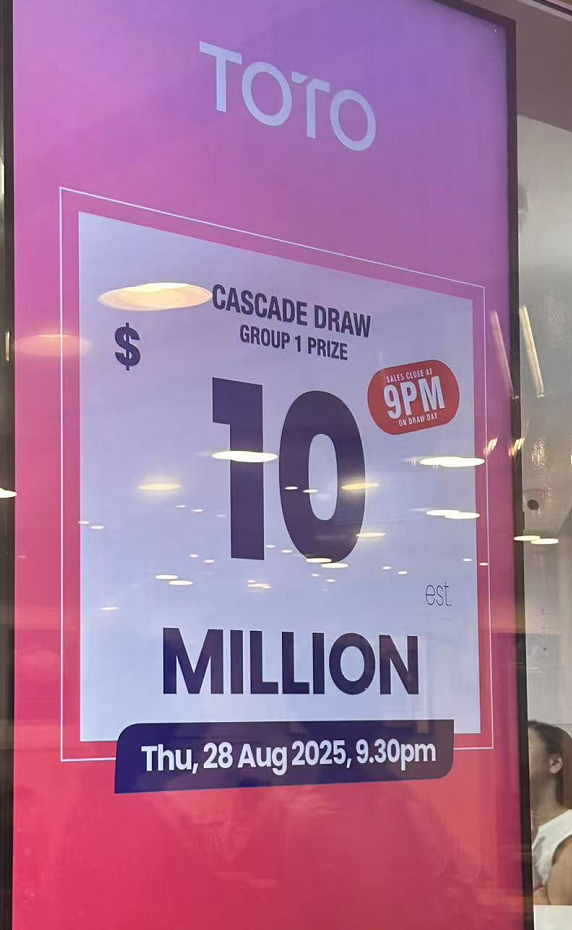 TOTO
CASCADE DRAW
GROUP 1 PRIZE
$
10
SALES CLOSE AT
9PM
ON DRAW DAY
est.
MILLION
Thu, 28 Aug 2025, 9.30pm